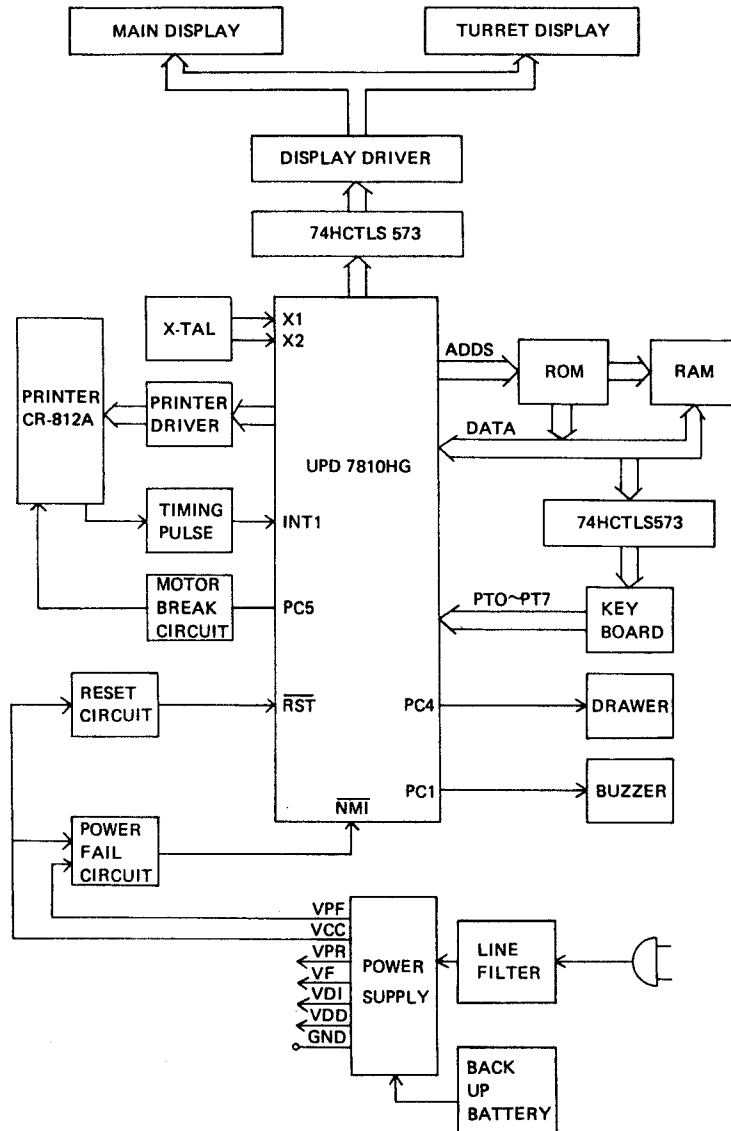 MAIN DISPLAY
TURRET DISPLAY
DISPLAY DRIVER
74HCTLS 573
X-TAL
X1
X2
ADDS
ROM
RAM
PRINTER
CR-812A
PRINTER
DRIVER
DATA
UPD 7810HG
TIMING
PULSE
INT1
74HCTLS573
MOTOR
BREAK
CIRCUIT
PC5
PTO~PT7
KEY
BOARD
RESET
CIRCUIT
RST
PC4
DRAWER
PC1
BUZZER
NMI
POWER
FAIL
CIRCUIT
VPF
VCC
VPR
VF
VDI
VDD
GND
POWER
SUPPLY
LINE
FILTER
BACK
UP
BATTERY